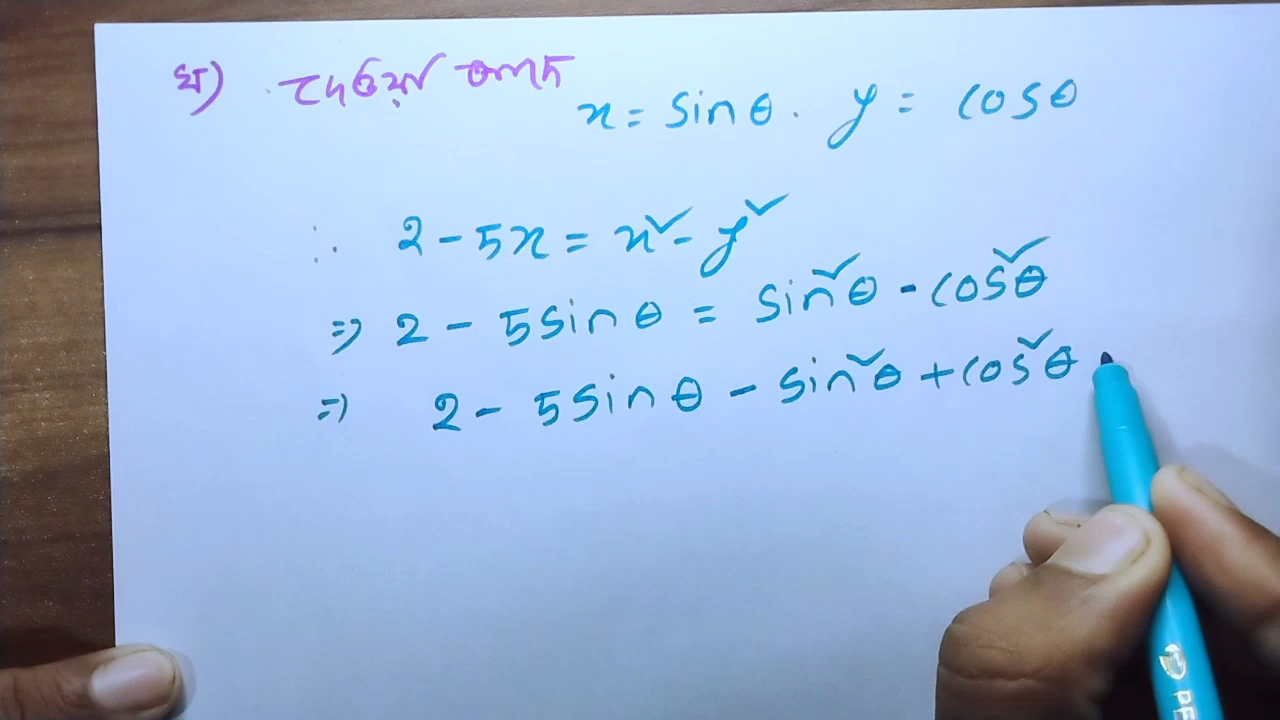 ঘ) দেওয়া আছে
x = sinθ. y = cosθ
∴ 2 - 5x = x² - y²
⇒ 2 - 5sinθ = sin²θ - cos²θ
⇒ 2 - 5sinθ - sin²θ + cos²θ